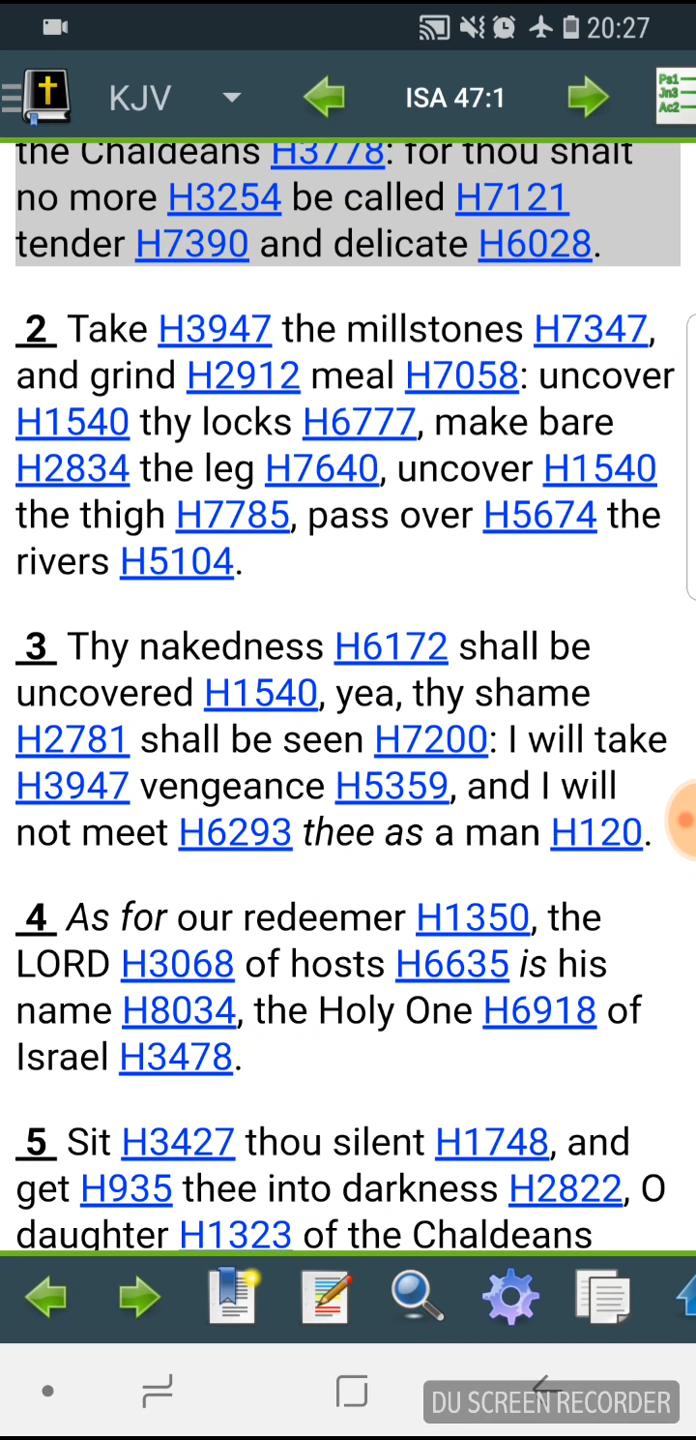 20:27
KJV
ISA 47:1
Ps1
Jn3
Ac2
the Chaldeans H3778: for thou shalt
no more H3254 be called H7121
tender H7390 and delicate H6028.
2 Take H3947 the millstones H7347,
and grind H2912 meal H7058: uncover
H1540 thy locks H6777, make bare
H2834 the leg H7640, uncover H1540
the thigh H7785, pass over H5674 the
rivers H5104.
3 Thy nakedness H6172 shall be
uncovered H1540, yea, thy shame
H2781 shall be seen H7200: I will take
H3947 vengeance H5359, and I will
not meet H6293 thee as a man H120.
4 As for our redeemer H1350, the
LORD H3068 of hosts H6635 is his
name H8034, the Holy One H6918 of
Israel H3478.
5 Sit H3427 thou silent H1748, and
get H935 thee into darkness H2822, O
daughter H1323 of the Chaldeans
DU SCREEN RECORDER